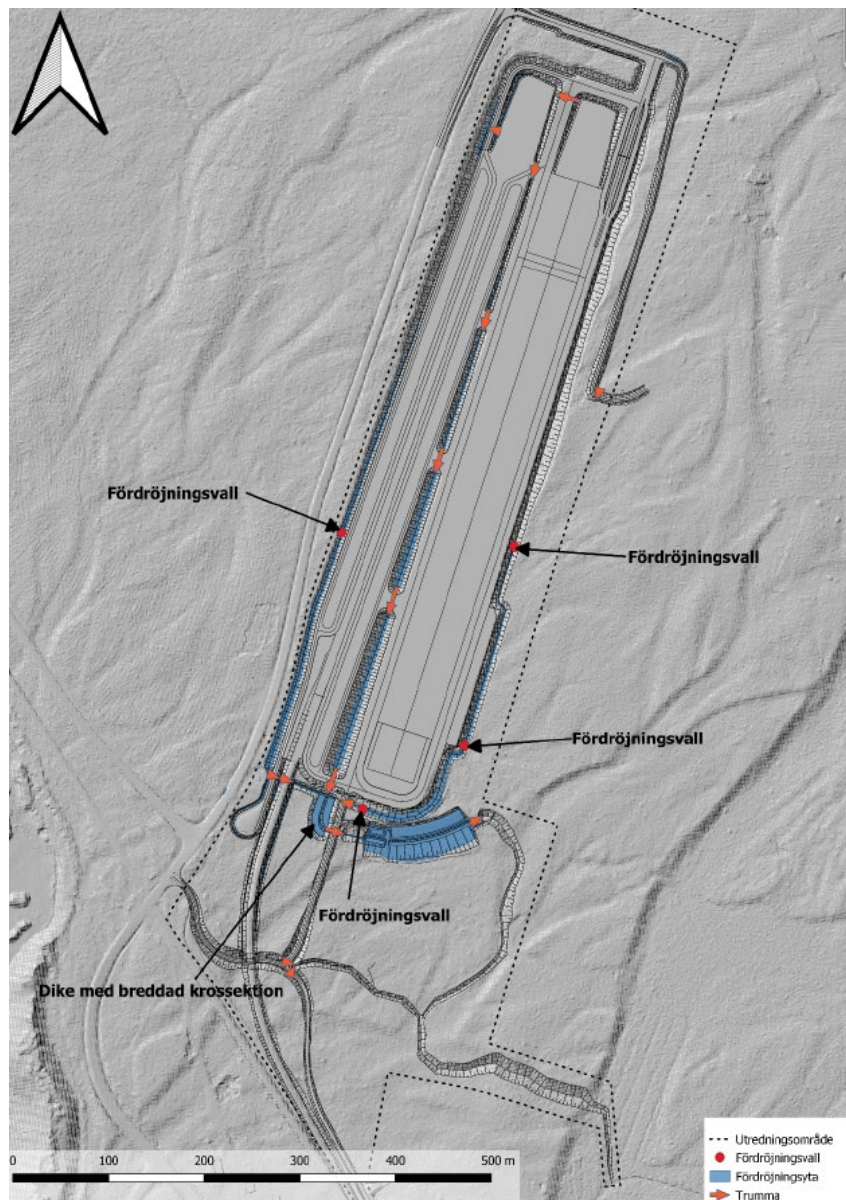 Fördröjningsvall
Fördröjningsvall
Fördröjningsvall
Fördröjningsvall
Dike med breddad krossektion
0 100 200 300 400 500 m
Utredningsområde
Fördröjningsvall
Fördröjningsyta
Trumma